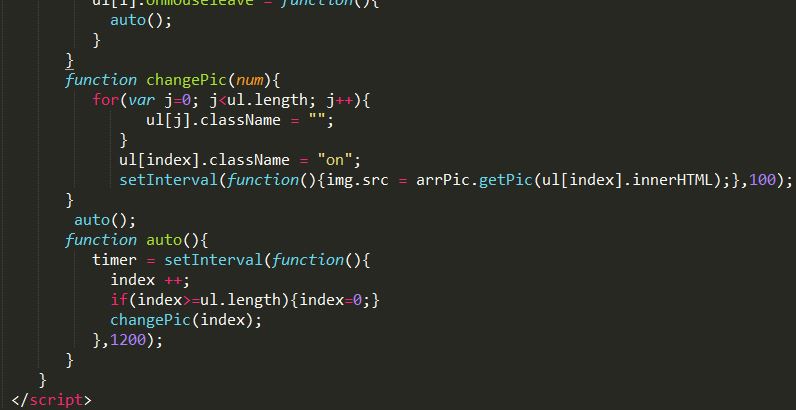 ul[i].onmouseleave = function(){
auto();
}
}
function changePic(num){
for(var j=0; j<ul.length; j++){
ul[j].className = "";
}
ul[index].className = "on";
setInterval(function(){img.src = arrPic.getPic(ul[index].innerHTML);},100);
}
auto();
function auto(){
timer = setInterval(function(){
index ++;
if(index>=ul.length){index=0;}
changePic(index);
},1200);
}
}
</script>